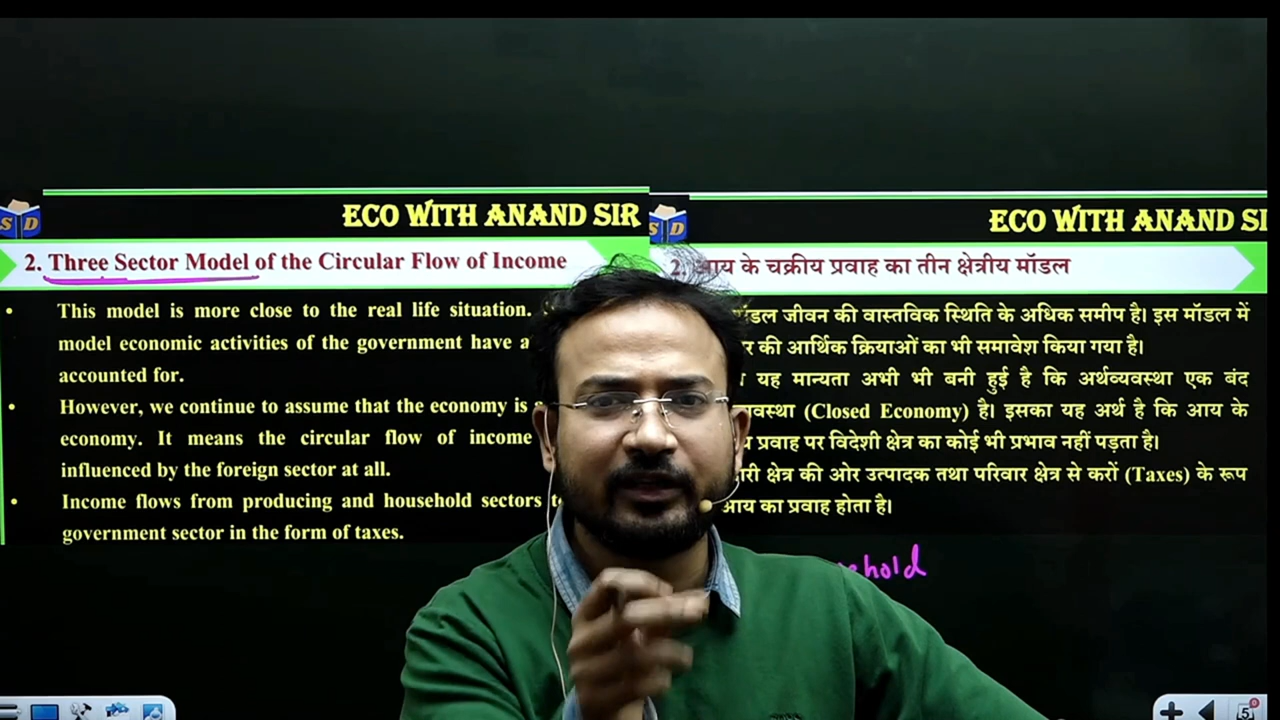 ECO WITH ANAND SIR
S D
2. Three Sector Model of the Circular Flow of Income
This model is more close to the real life situation.
model economic activities of the government have a
accounted for.
However, we continue to assume that the economy is a
economy. It means the circular flow of income
influenced by the foreign sector at all.
Income flows from producing and household sectors t
government sector in the form of taxes.
ECO WITH ANAND SI
S D
2. आय के चक्रीय प्रवाह का तीन क्षेत्रीय मॉडल
जीवन की वास्तविक स्थिति के अधिक समीप है। इस मॉडल में
की आर्थिक क्रियाओं का भी समावेश किया गया है।
यह मान्यता अभी भी बनी हुई है कि अर्थव्यवस्था एक बंद
(Closed Economy) है। इसका यह अर्थ है कि आय के
प्रवाह पर विदेशी क्षेत्र का कोई भी प्रभाव नहीं पड़ता है।
क्षेत्र की ओर उत्पादक तथा परिवार क्षेत्र से करों (Taxes) के रूप
आय का प्रवाह होता है।
ehold
5